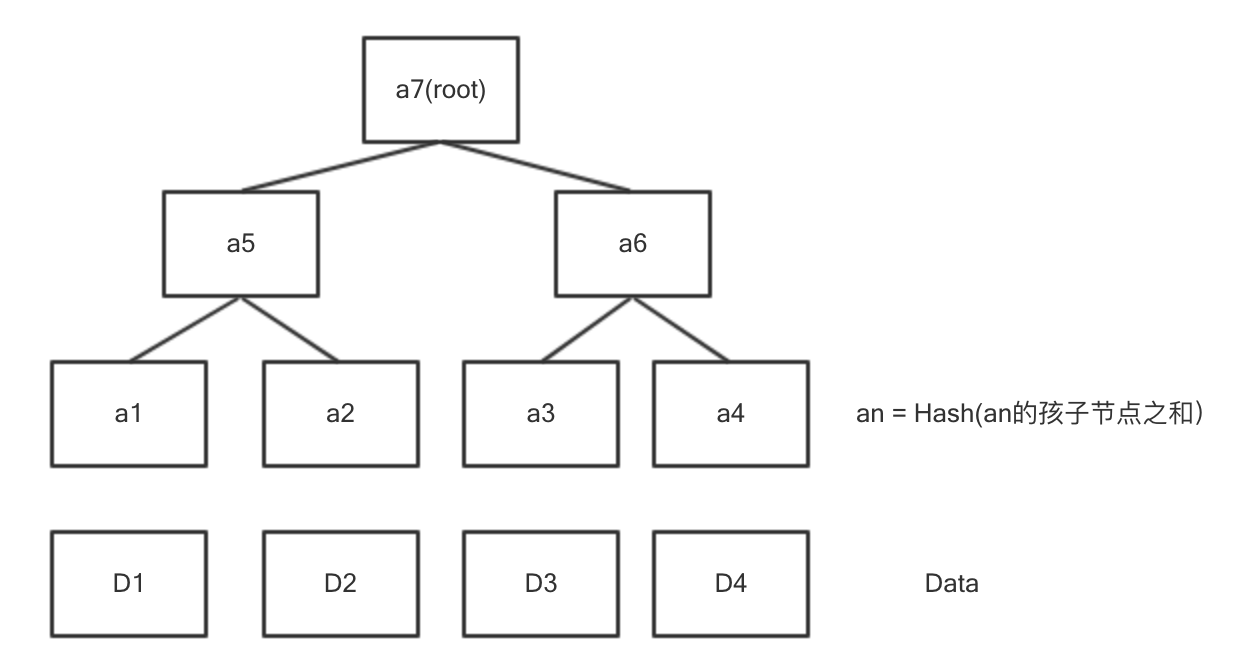 a7(root)
a5
a6
a1
a2
a3
a4
an = Hash(an的孩子节点之和）
D1
D2
D3
D4
Data